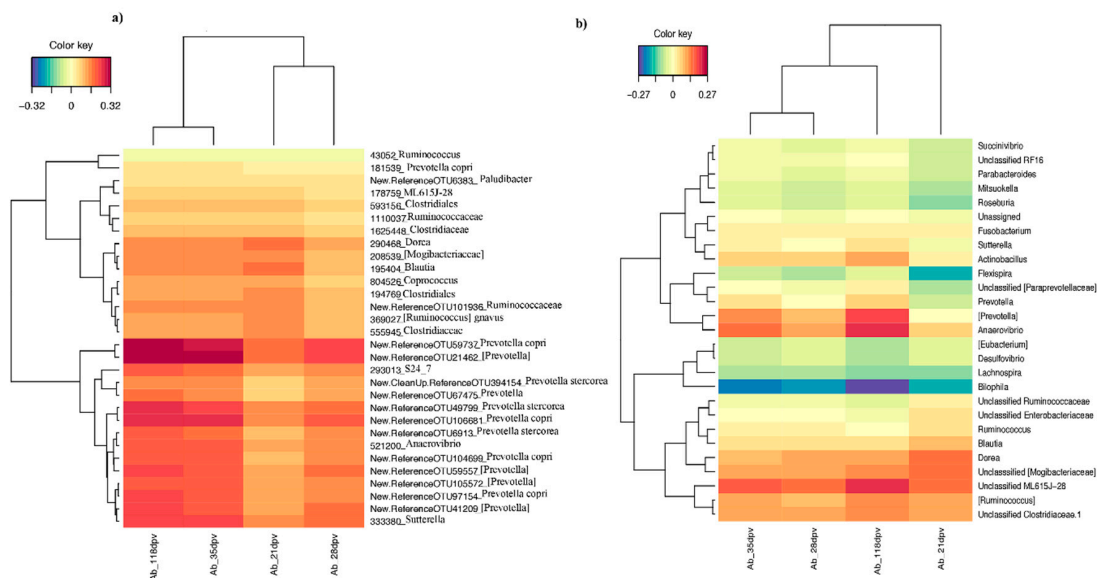 a)
Color key
−0.32 0 0.32
43052_Ruminococcus
181539_Prevotella copri
New.ReferenceOTU6383_Paludibacter
178759_ML615J-28
593156_Clostridiales
1110037_Ruminococcaceae
1625448_Clostridiaceae
290468_Dorea
208539_[Mogibacteriaceae]
195404_Blautia
804526_Coprococcus
194769_Clostridiales
New.ReferenceOTU101936_Ruminococcaceae
369027_[Ruminococcus] gnavus
555945_Clostridiaceae
New.ReferenceOTU59737_Prevotella copri
New.ReferenceOTU21462_[Prevotella]
293013_S24_7
New.CleanUp.ReferenceOTU394154_Prevotella stercorea
New.ReferenceOTU67475_Prevotella
New.ReferenceOTU49799_Prevotella stercorea
New.ReferenceOTU106681_Prevotella copri
New.ReferenceOTU6913_Prevotella stercorea
521200_Anaerovibrio
New.ReferenceOTU104699_Prevotella copri
New.ReferenceOTU59557_[Prevotella]
New.ReferenceOTU105572_[Prevotella]
New.ReferenceOTU97154_Prevotella copri
New.ReferenceOTU41209_[Prevotella]
333380_Sutterella
Ab_118dpv
Ab_35dpv
Ab_21dpv
Ab_28dpv
b)
Color key
−0.27 0 0.27
Succinivibrio
Unclassified RF16
Parabacteroides
Mitsuokella
Roseburia
Unassigned
Fusobacterium
Sutterella
Actinobacillus
Flexispira
Unclassified [Paraprevotellaceae]
Prevotella
[Prevotella]
Anaerovibrio
[Eubacterium]
Desulfovibrio
Lachnospira
Bilophila
Unclassified Ruminococcaceae
Unclassified Enterobacteriaceae
Ruminococcus
Blautia
Dorea
Unclassified [Mogibacteriaceae]
Unclassified ML615J-28
[Ruminococcus]
Unclassified Clostridiaceae.1
Ab_35dpv
Ab_28dpv
Ab_118dpv
Ab_21dpv